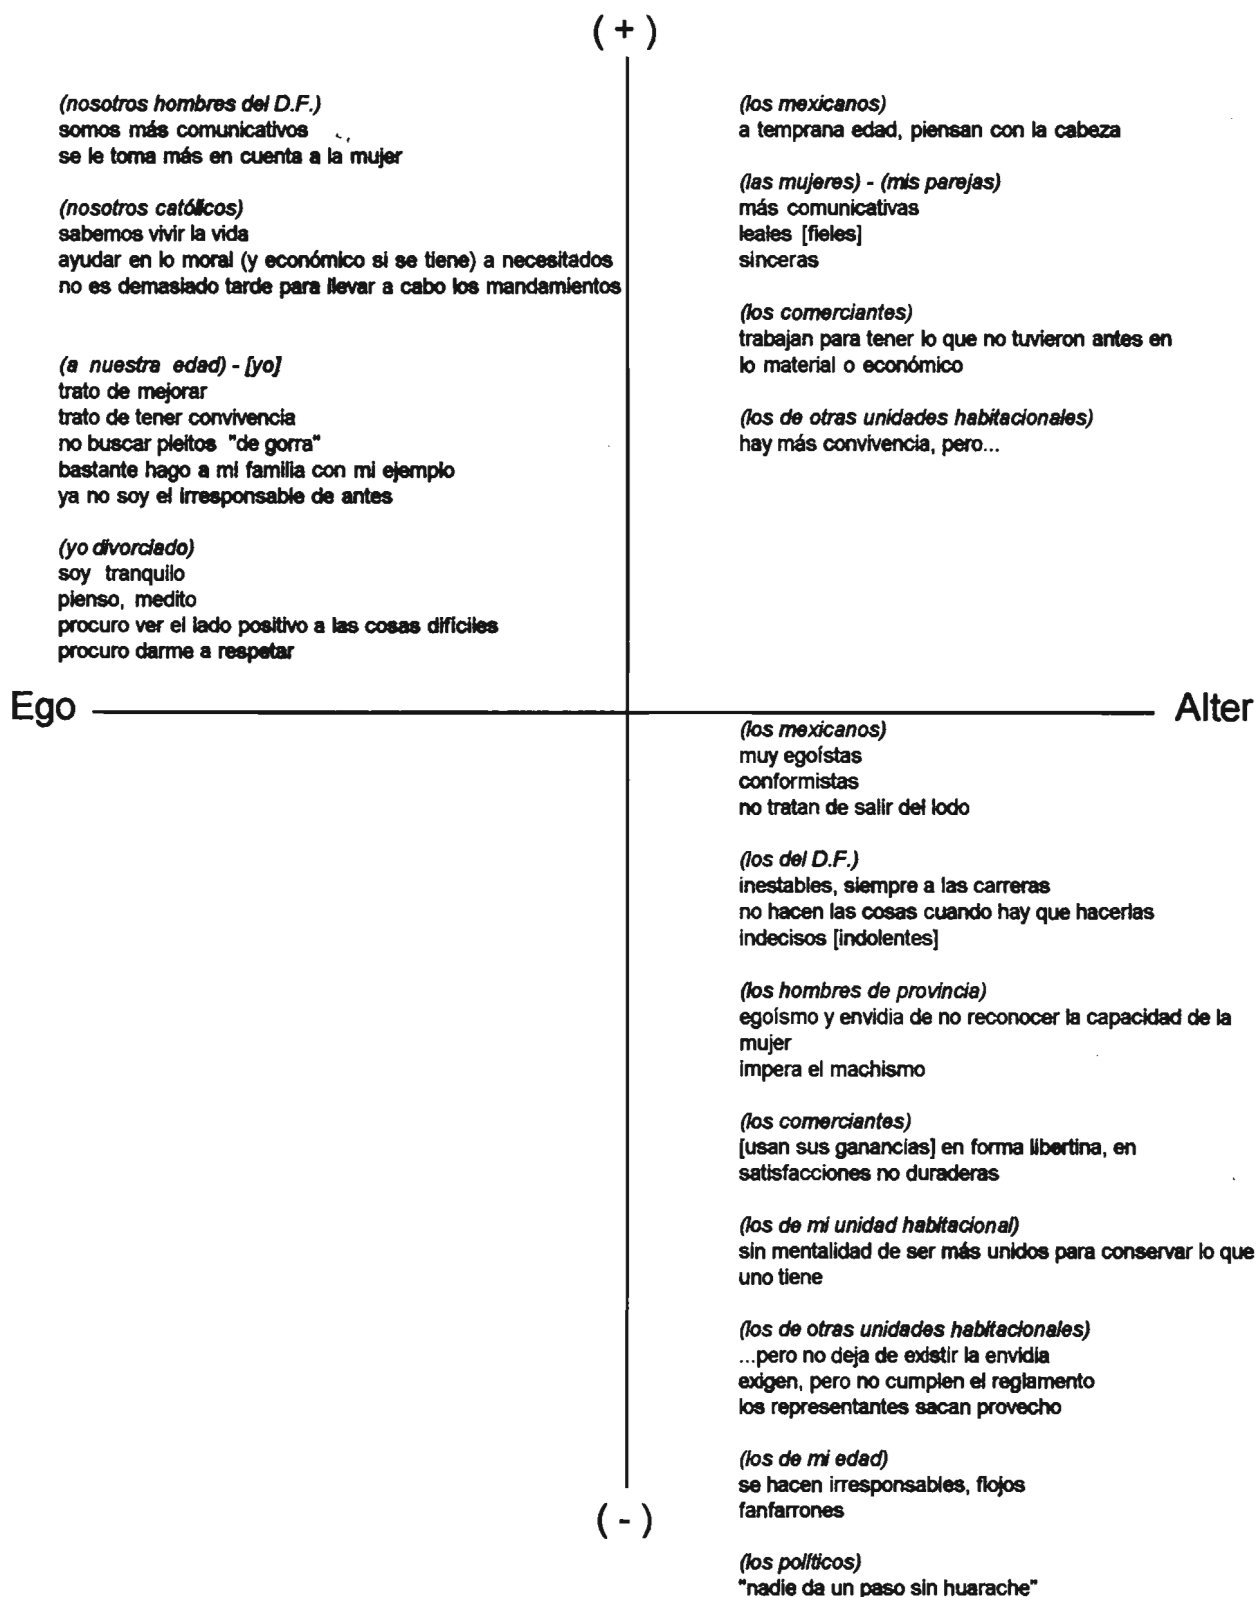 ( + )
(nosotros hombres del D.F.)
somos más comunicativos
se le toma más en cuenta a la mujer
(nosotros católicos)
sabemos vivir la vida
ayudar en lo moral (y económico si se tiene) a necesitados
no es demasiado tarde para llevar a cabo los mandamientos
(a nuestra edad) - [yo]
trato de mejorar
trato de tener convivencia
no buscar pleitos "de gorra"
bastante hago a mi familia con mi ejemplo
ya no soy el irresponsable de antes
(yo divorciado)
soy tranquilo
pienso, medito
procuro ver el lado positivo a las cosas difíciles
procuro darme a respetar
(los mexicanos)
a temprana edad, piensan con la cabeza
(las mujeres) - (mis parejas)
más comunicativas
leales [fieles]
sinceras
(los comerciantes)
trabajan para tener lo que no tuvieron antes en
lo material o económico
(los de otras unidades habitacionales)
hay más convivencia, pero...
Ego
Alter
(los mexicanos)
muy egoístas
conformistas
no tratan de salir del lodo
(los del D.F.)
inestables, siempre a las carreras
no hacen las cosas cuando hay que hacerlas
indecisos [indolentes]
(los hombres de provincia)
egoísmo y envidia de no reconocer la capacidad de la
mujer
impera el machismo
(los comerciantes)
[usan sus ganancias] en forma libertina, en
satisfacciones no duraderas
(los de mi unidad habitacional)
sin mentalidad de ser más unidos para conservar lo que
uno tiene
(los de otras unidades habitacionales)
...pero no deja de existir la envidia
exigen, pero no cumplen el reglamento
los representantes sacan provecho
(los de mi edad)
se hacen irresponsables, flojos
fanfarrones
( - )
(los políticos)
"nadie da un paso sin huarache"